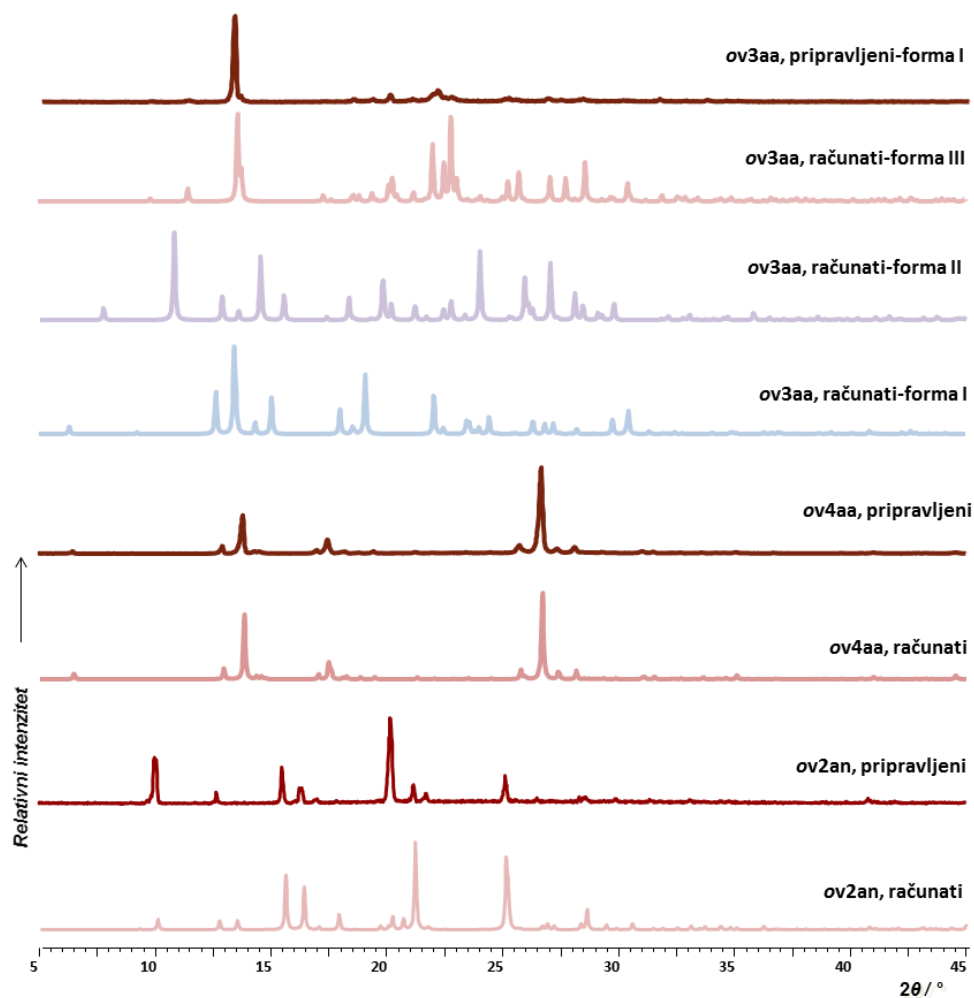 ov3aa, pripravljeni-forma I
ov3aa, računati-forma III
ov3aa, računati-forma II
ov3aa, računati-forma I
ov4aa, pripravljeni
ov4aa, računati
ov2an, pripravljeni
ov2an, računati
Relativni intenzitet
5 10 15 20 25 30 35 40 45
2θ / °